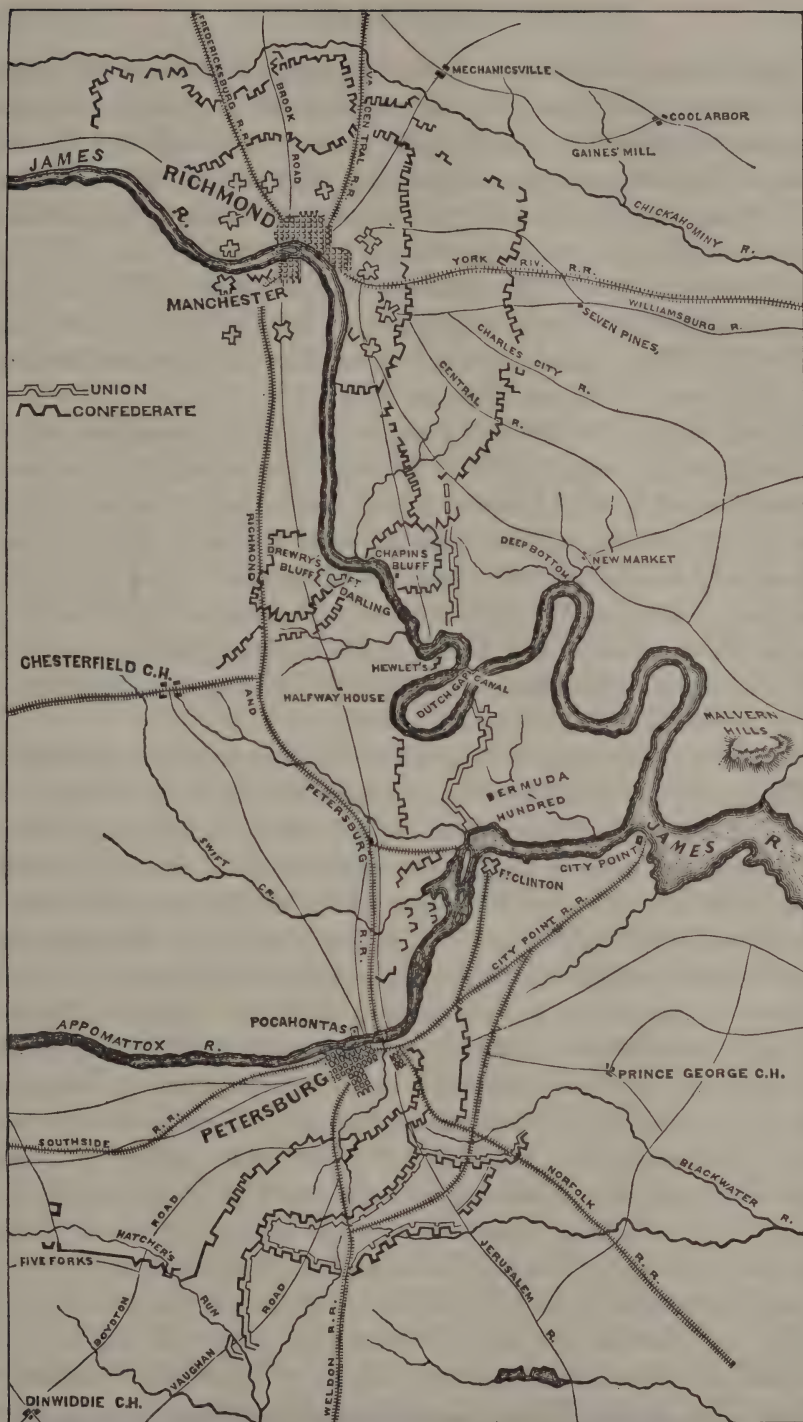 FREDERICKSBURG R.R.
BROOK ROAD
VA CENTRAL R.R.
MECHANICSVILLE
COOL ARBOR
GAINES' MILL
JAMES R.
RICHMOND
CHICKAHOMINY R.
YORK RIV. R.R.
MANCHESTER
WILLIAMSBURG R.
SEVEN PINES,
CHARLES CITY R.
CENTRAL R.
UNION
CONFEDERATE
RICHMOND AND PETERSBURG R.R.
DREWRY'S
BLUFF
FT DARLING
CHAPINS
BLUFF
DEEP BOTTOM
NEW MARKET
CHESTERFIELD C.H.
HEWLET'S
HALFWAY HOUSE
DUTCH GAP CANAL
MALVERN
HILLS
BERMUDA
HUNDRED
SWIFT CR.
CITY POINT
JAMES R.
FT CLINTON
CITY POINT R.R.
POCAHONTAS
APPOMATTOX R.
PRINCE GEORGE C.H.
PETERSBURG
SOUTHSIDE R.R.
NORFOLK R.R.
BLACKWATER R.
HATCHER'S RUN
FIVE FORKS
BOYDTON ROAD
VAUGHAN ROAD
WELDON R.R.
JERUSALEM R.
DINWIDDIE C.H.